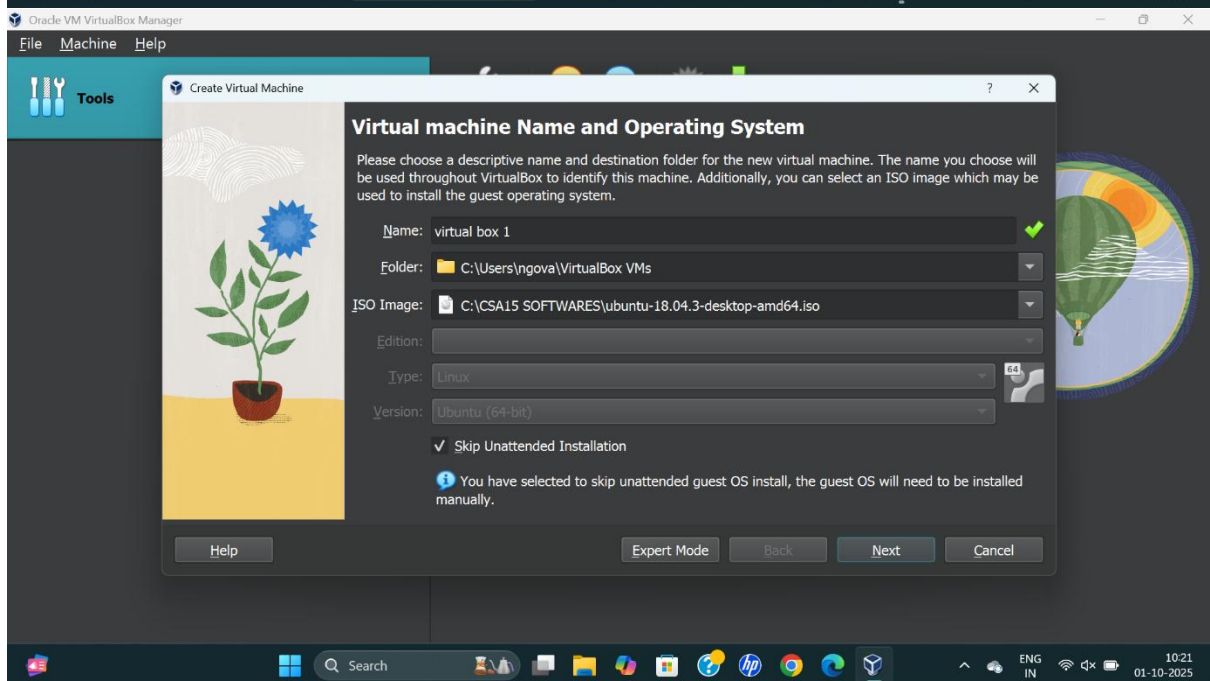 Oracle VM VirtualBox Manager
File Machine Help
Tools
Create Virtual Machine
Virtual machine Name and Operating System
Please choose a descriptive name and destination folder for the new virtual machine. The name you choose will
be used throughout VirtualBox to identify this machine. Additionally, you can select an ISO image which may be
used to install the guest operating system.
Name: virtual box 1
Folder: C:\Users\ngova\VirtualBox VMs
ISO Image: C:\CSA15 SOFTWARES\ubuntu-18.04.3-desktop-amd64.iso
Edition:
Type: Linux
64
Version: Ubuntu (64-bit)
Skip Unattended Installation
You have selected to skip unattended guest OS install, the guest OS will need to be installed
manually.
Help Expert Mode Back Next Cancel
Search
ENG
IN
10:21
01-10-2025